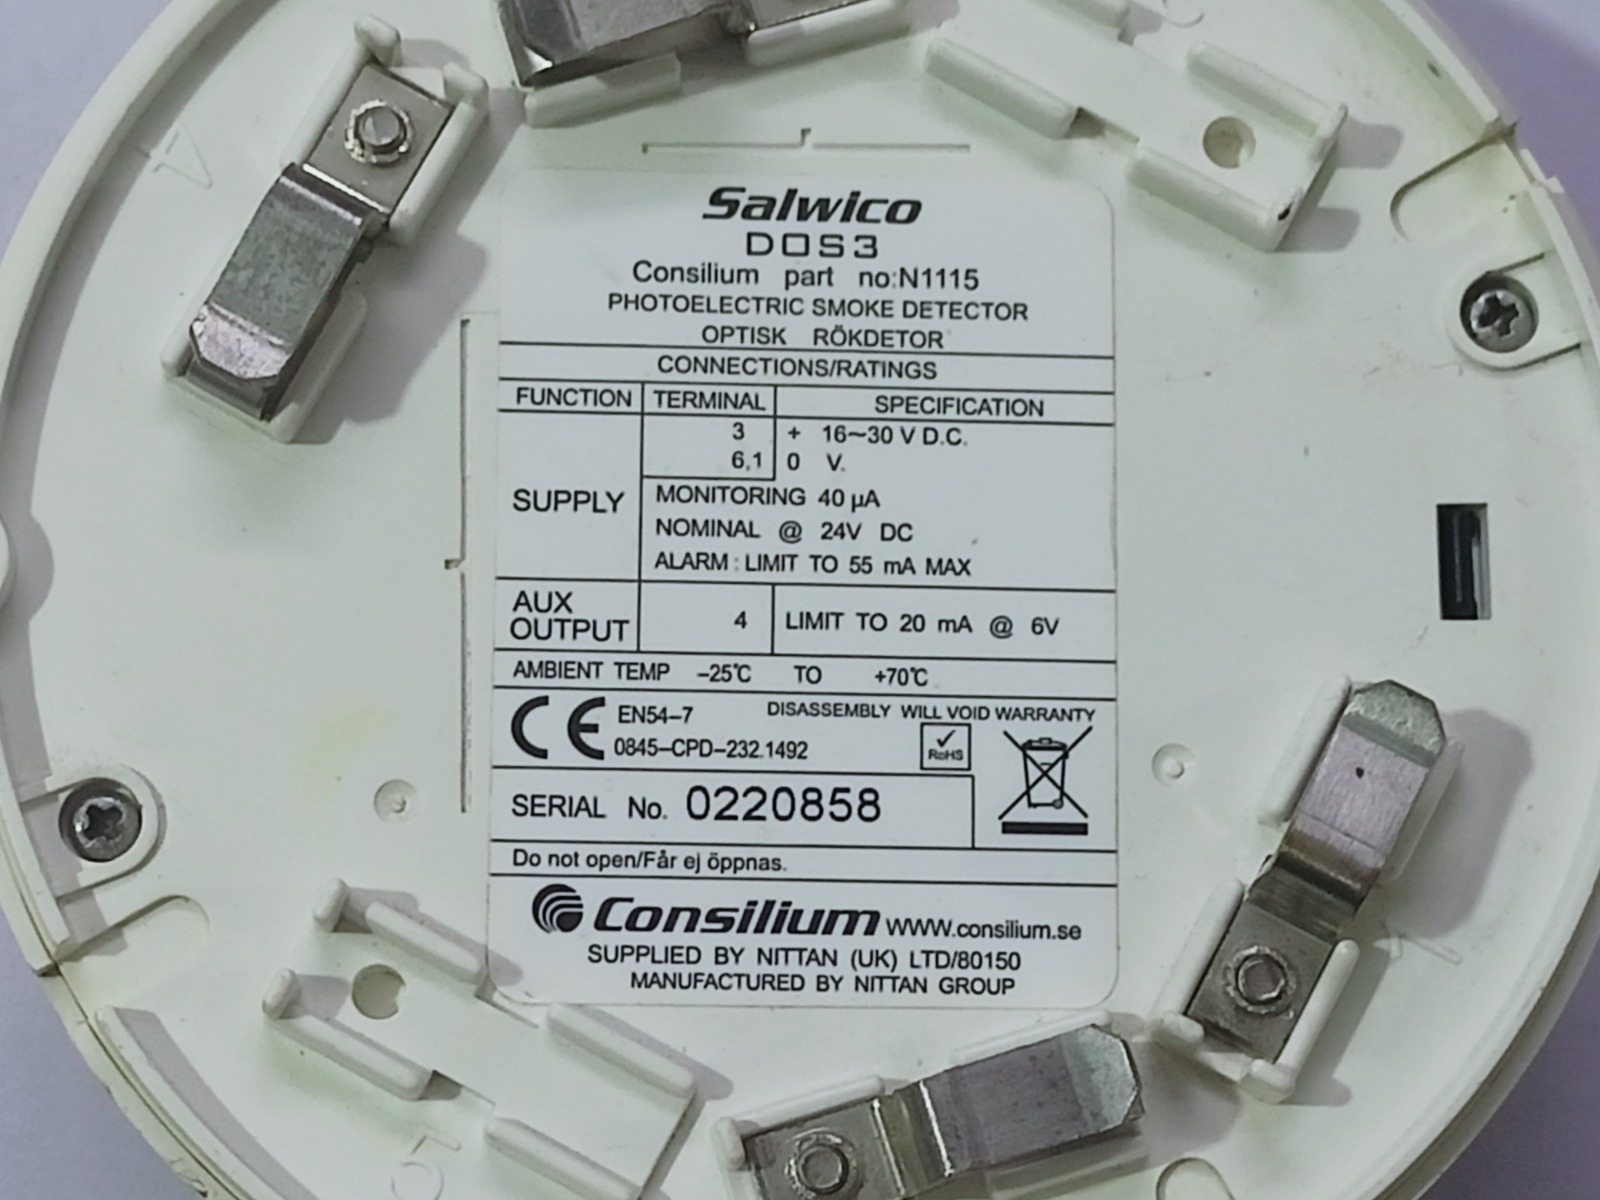 Salwico
DOS3
Consilium part no:N1115
PHOTOELECTRIC SMOKE DETECTOR
OPTISK RÖKDETOR
CONNECTIONS/RATINGS
FUNCTION TERMINAL SPECIFICATION
3 + 16~30 V D.C.
6,1 0 V.
SUPPLY
MONITORING 40 µA
NOMINAL @ 24V DC
ALARM : LIMIT TO 55 mA MAX
AUX
OUTPUT
4 LIMIT TO 20 mA @ 6V
AMBIENT TEMP –25℃ TO +70℃
CE EN54–7 DISASSEMBLY WILL VOID WARRANTY
0845–CPD–232.1492 RoHS
SERIAL No. 0220858
Do not open/Får ej öppnas.
Consilium WWW.consilium.se
SUPPLIED BY NITTAN (UK) LTD/80150
MANUFACTURED BY NITTAN GROUP